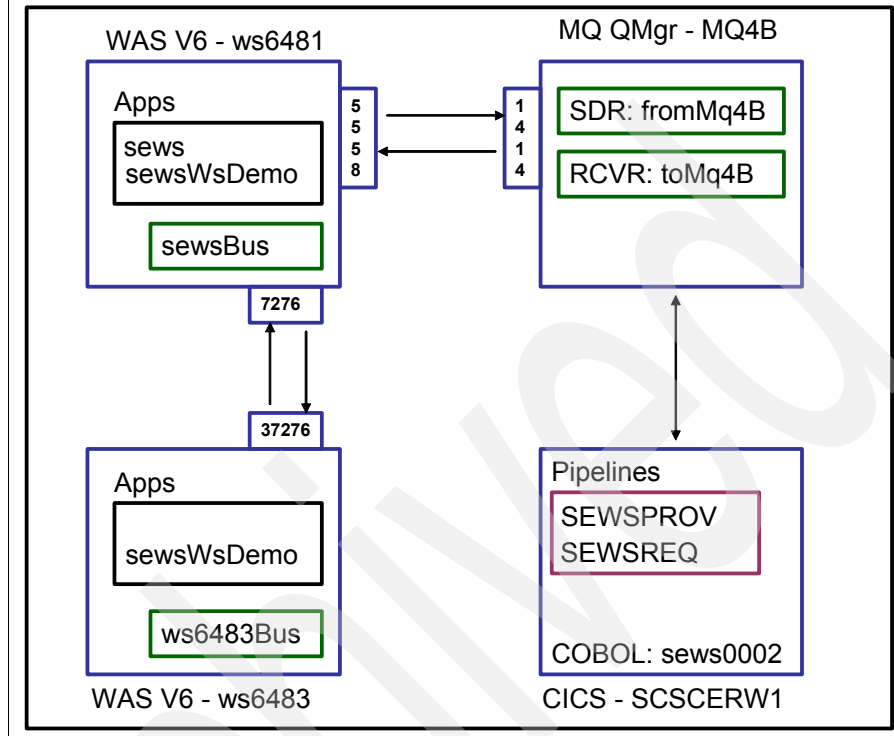 WAS V6 - ws6481
MQ QMgr - MQ4B
Apps
sews
sewsWsDemo
sewsBus
5
5
5
8
1
4
1
4
SDR: fromMq4B
RCVR: toMq4B
7276
37276
Apps
sewsWsDemo
ws6483Bus
WAS V6 - ws6483
Pipelines
SEWSPROV
SEWSREQ
COBOL: sews0002
CICS - SCSCERW1